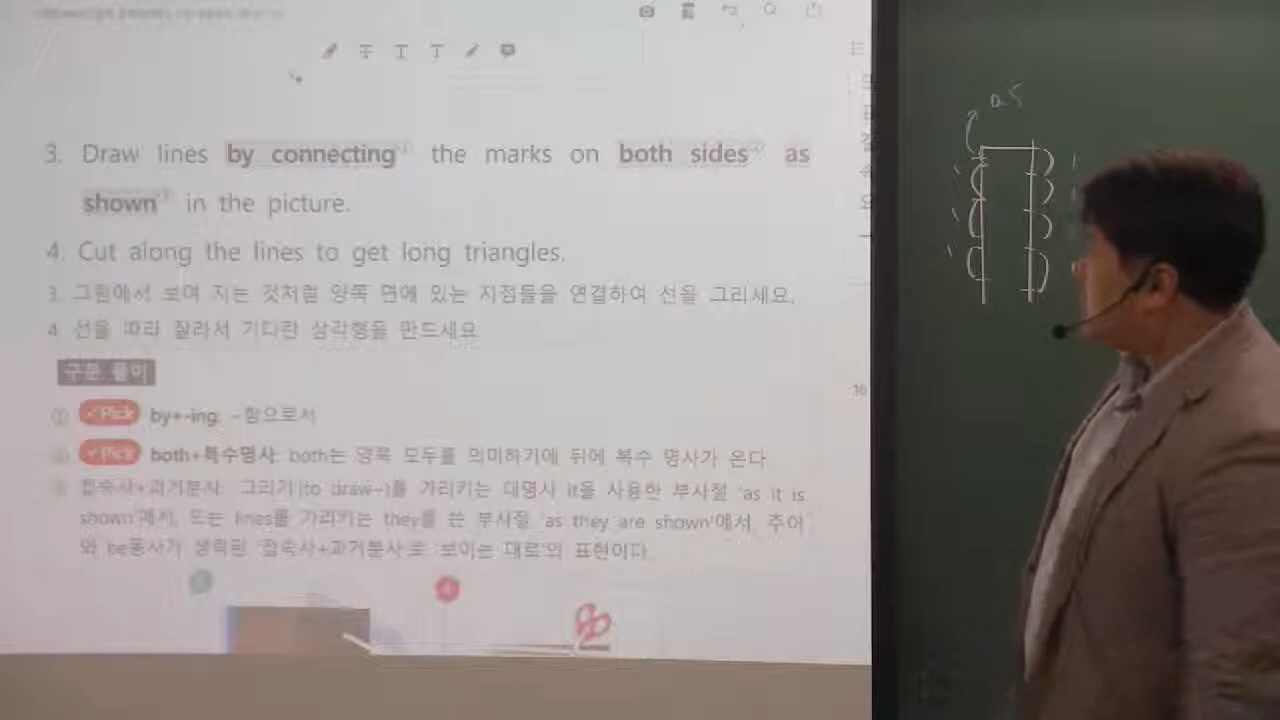 3. Draw lines by connecting① the marks on both sides② as
shown③ in the picture.
4. Cut along the lines to get long triangles.
3. 그림에서 보여 지는 것처럼 양쪽 면에 있는 지점들을 연결하여 선을 그리세요.
4. 선을 따라 잘라서 기다란 삼각형을 만드세요.
구문 풀이
① ✓Pick by+-ing: ~함으로서
② ✓Pick both+복수명사: both는 양쪽 모두를 의미하기에 뒤에 복수 명사가 온다.
③ 접속사+과거분사: 그리기(to draw~)를 가리키는 대명사 it을 사용한 부사절 'as it is
shown'에서, 또는 lines를 가리키는 they를 쓴 부사절 'as they are shown'에서, 주어
와 be동사가 생략된 '접속사+과거분사'로 '보이는 대로'의 표현이다.
16